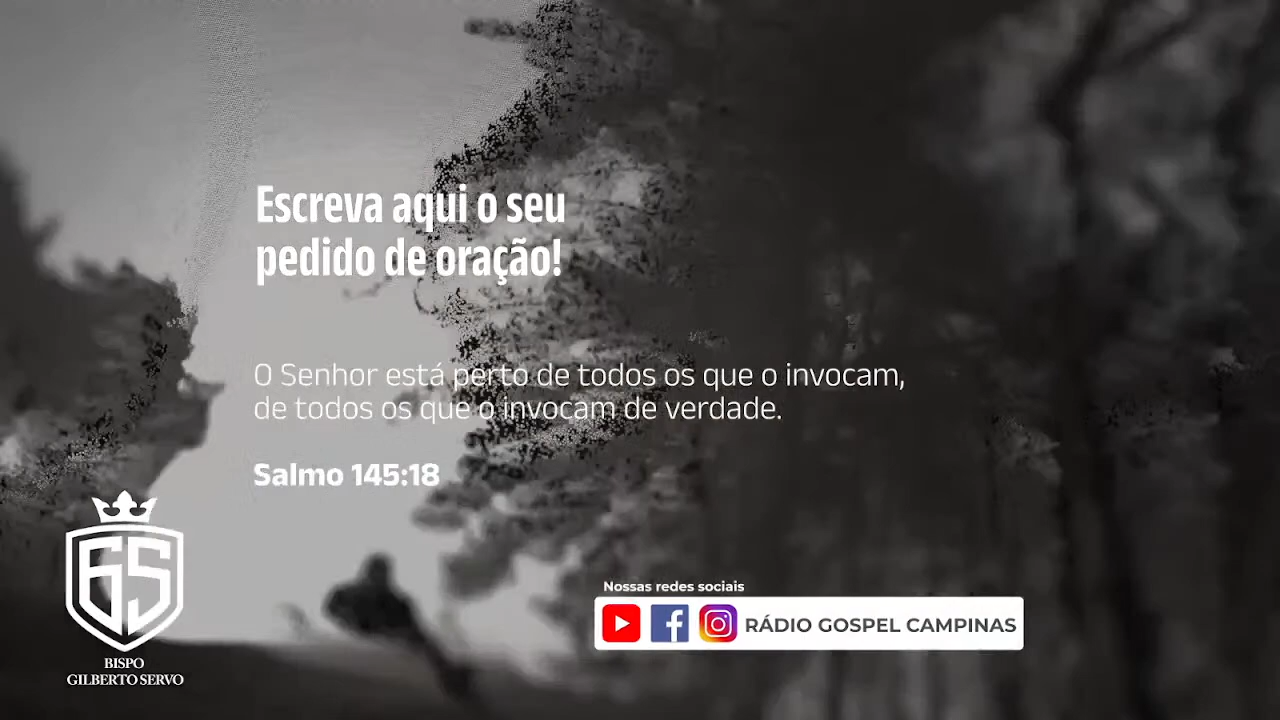 Escreva aqui o seu
pedido de oração!
O Senhor está perto de todos os que o invocam,
de todos os que o invocam de verdade.
Salmo 145:18
GS
BISPO
GILBERTO SERVO
Nossas redes sociais
RÁDIO GOSPEL CAMPINAS